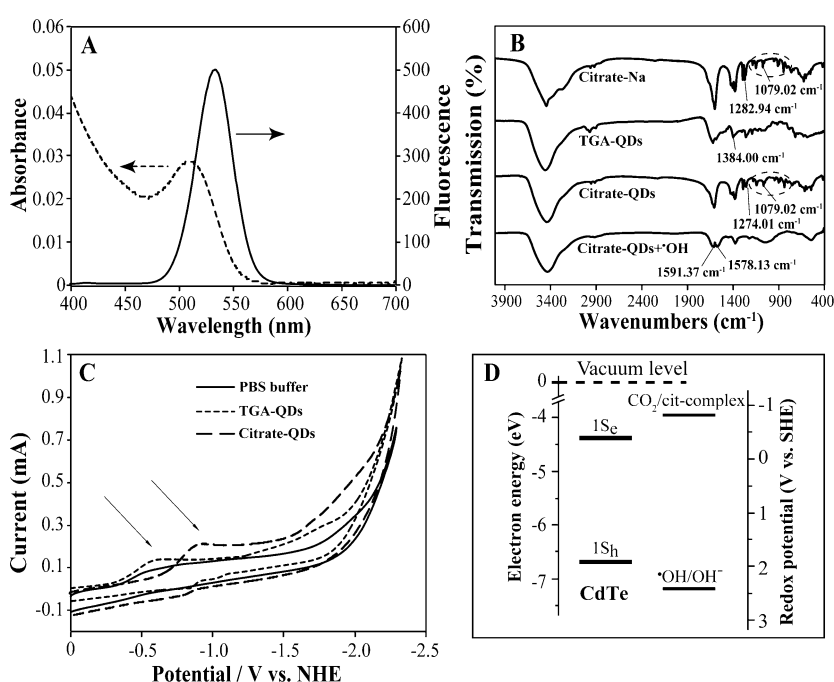 A
0.06
0.05
0.04
0.03
0.02
0.01
0
600
500
400
300
200
100
0
400
450
500
550
600
650
700
Absorbance
Fluorescence
Wavelength (nm)
B
Citrate-Na
1079.02 cm⁻¹
1282.94 cm⁻¹
TGA-QDs
1384.00 cm⁻¹
Citrate-QDs
1079.02 cm⁻¹
1274.01 cm⁻¹
Citrate-QDs+•OH
1578.13 cm⁻¹
1591.37 cm⁻¹
3900
3400
2900
2400
1900
1400
900
400
Transmission (%)
Wavenumbers (cm⁻¹)
C
PBS buffer
TGA-QDs
Citrate-QDs
1.1
0.9
0.7
0.5
0.3
0.1
-0.1
0
-0.5
-1.0
-1.5
-2.0
-2.5
Current (mA)
Potential / V vs. NHE
D
Vacuum level
0
-4
-5
-6
-7
Electron energy (eV)
CO₂/cit-complex
1Se
1Sh
•OH/OH⁻
CdTe
-1
0
1
2
3
Redox potential (V vs. SHE)